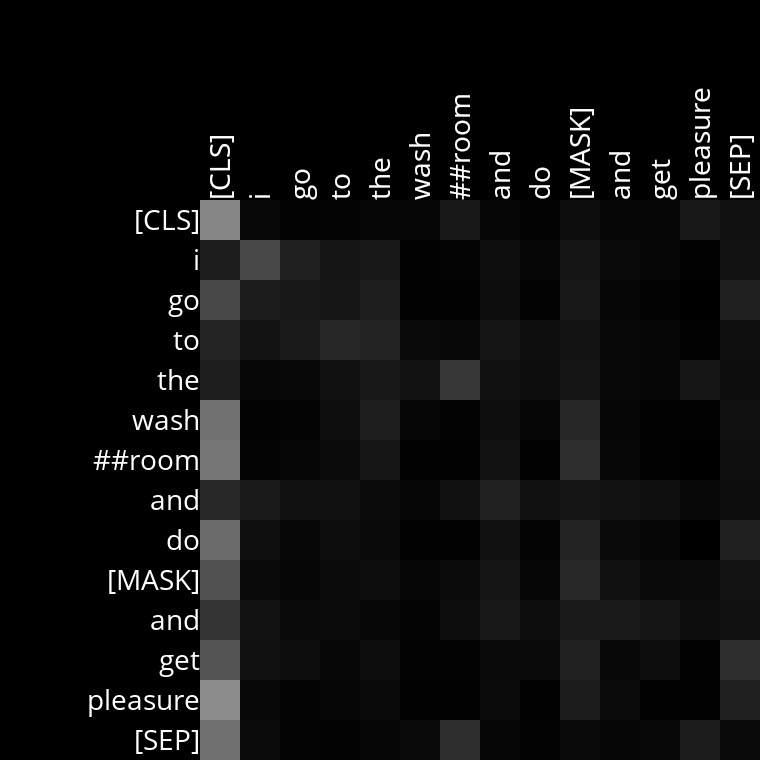 [CLS] i go to the wash ##room and do [MASK] and get pleasure [SEP]
[CLS]
i
go
to
the
wash
##room
and
do
[MASK]
and
get
pleasure
[SEP]